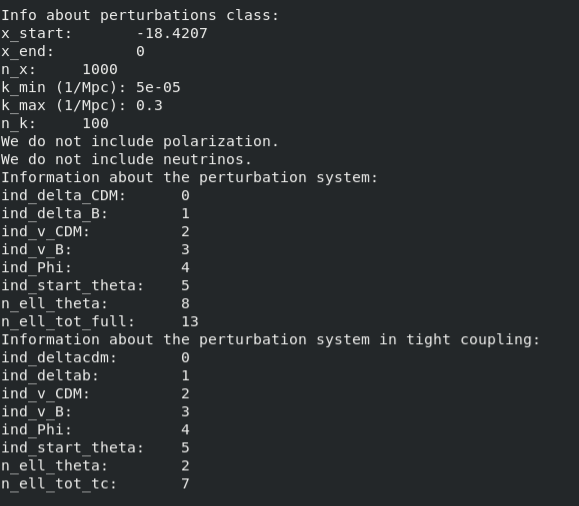 Info about perturbations class:
x_start:        -18.4207
x_end:          0
n_x:     1000
k_min (1/Mpc): 5e-05
k_max (1/Mpc): 0.3
n_k:     100
We do not include polarization.
We do not include neutrinos.
Information about the perturbation system:
ind_delta_CDM:      0
ind_delta_B:        1
ind_v_CDM:          2
ind_v_B:            3
ind_Phi:            4
ind_start_theta:    5
n_ell_theta:        8
n_ell_tot_full:     13
Information about the perturbation system in tight coupling:
ind_deltacdm:       0
ind_deltab:         1
ind_v_CDM:          2
ind_v_B:            3
ind_Phi:            4
ind_start_theta:    5
n_ell_theta:        2
n_ell_tot_tc:       7